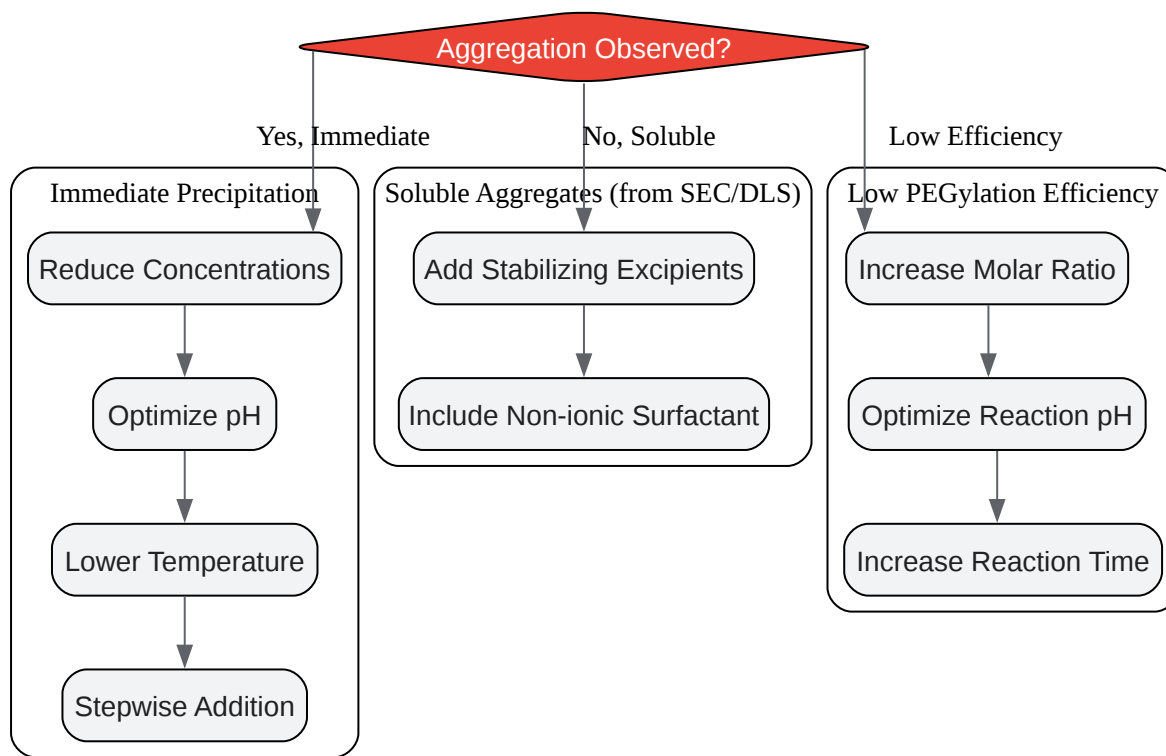 Aggregation Observed?
Yes, Immediate
No, Soluble
Low Efficiency
Immediate Precipitation
Reduce Concentrations
Optimize pH
Lower Temperature
Stepwise Addition
Soluble Aggregates (from SEC/DLS)
Add Stabilizing Excipients
Include Non-ionic Surfactant
Low PEGylation Efficiency
Increase Molar Ratio
Optimize Reaction pH
Increase Reaction Time